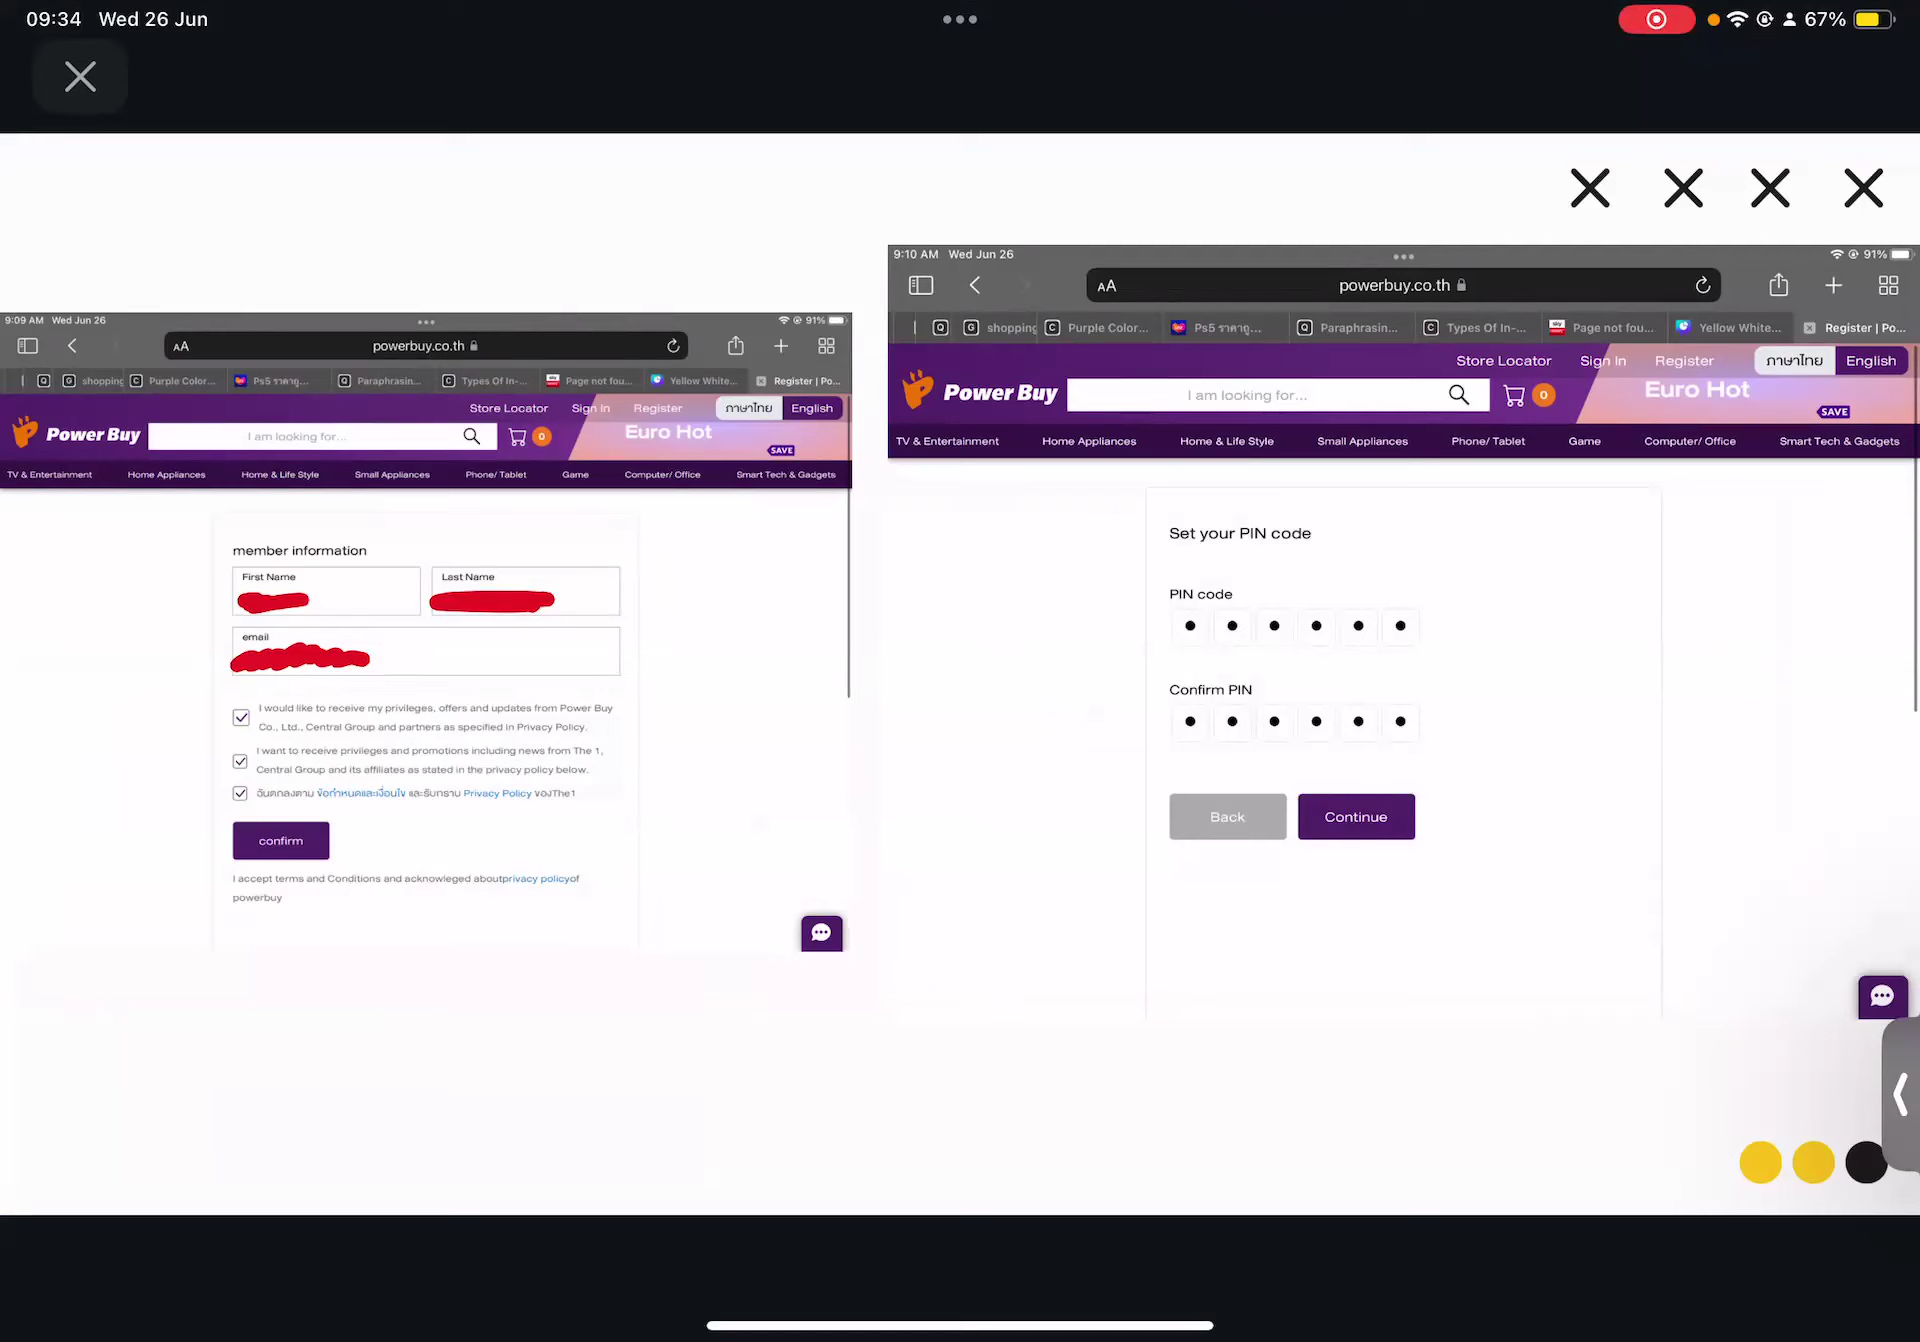 09:34 Wed 26 Jun
67%
9:09 AM Wed Jun 26
91%
AA powerbuy.co.th
shopping Purple Color... Ps5 ราคาถู... Paraphrasin... Types Of In-... Page not fou... Yellow White... Register | Po...
Store Locator Sign In Register ภาษาไทย English
Power Buy I am looking for... 0 Euro Hot
SAVE
TV & Entertainment Home Appliances Home & Life Style Small Appliances Phone/ Tablet Game Computer/ Office Smart Tech & Gadgets
member information
First Name Last Name
email
I would like to receive my privileges, offers and updates from Power Buy
Co., Ltd., Central Group and partners as specified in Privacy Policy.
I want to receive privileges and promotions including news from The 1,
Central Group and its affiliates as stated in the privacy policy below.
ฉันตกลงตาม ข้อกำหนดและเงื่อนไข และรับทราบ Privacy Policy ของThe1
confirm
I accept terms and Conditions and acknowleged aboutprivacy policyof
powerbuy
9:10 AM Wed Jun 26
91%
AA powerbuy.co.th
shopping Purple Color... Ps5 ราคาถู... Paraphrasin... Types Of In-... Page not fou... Yellow White... Register | Po...
Store Locator Sign In Register ภาษาไทย English
Power Buy I am looking for... 0 Euro Hot
SAVE
TV & Entertainment Home Appliances Home & Life Style Small Appliances Phone/ Tablet Game Computer/ Office Smart Tech & Gadgets
Set your PIN code
PIN code
Confirm PIN
Back Continue